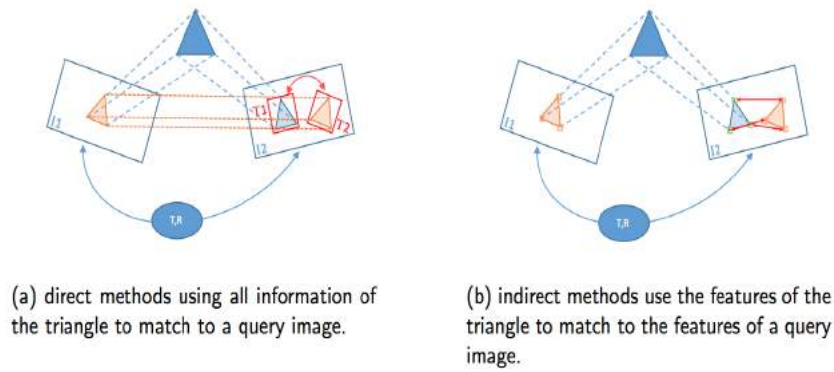 I1
T1
T2
I2
T,R
I1
I2
T,R
(a) direct methods using all information of
the triangle to match to a query image.
(b) indirect methods use the features of the
triangle to match to the features of a query
image.